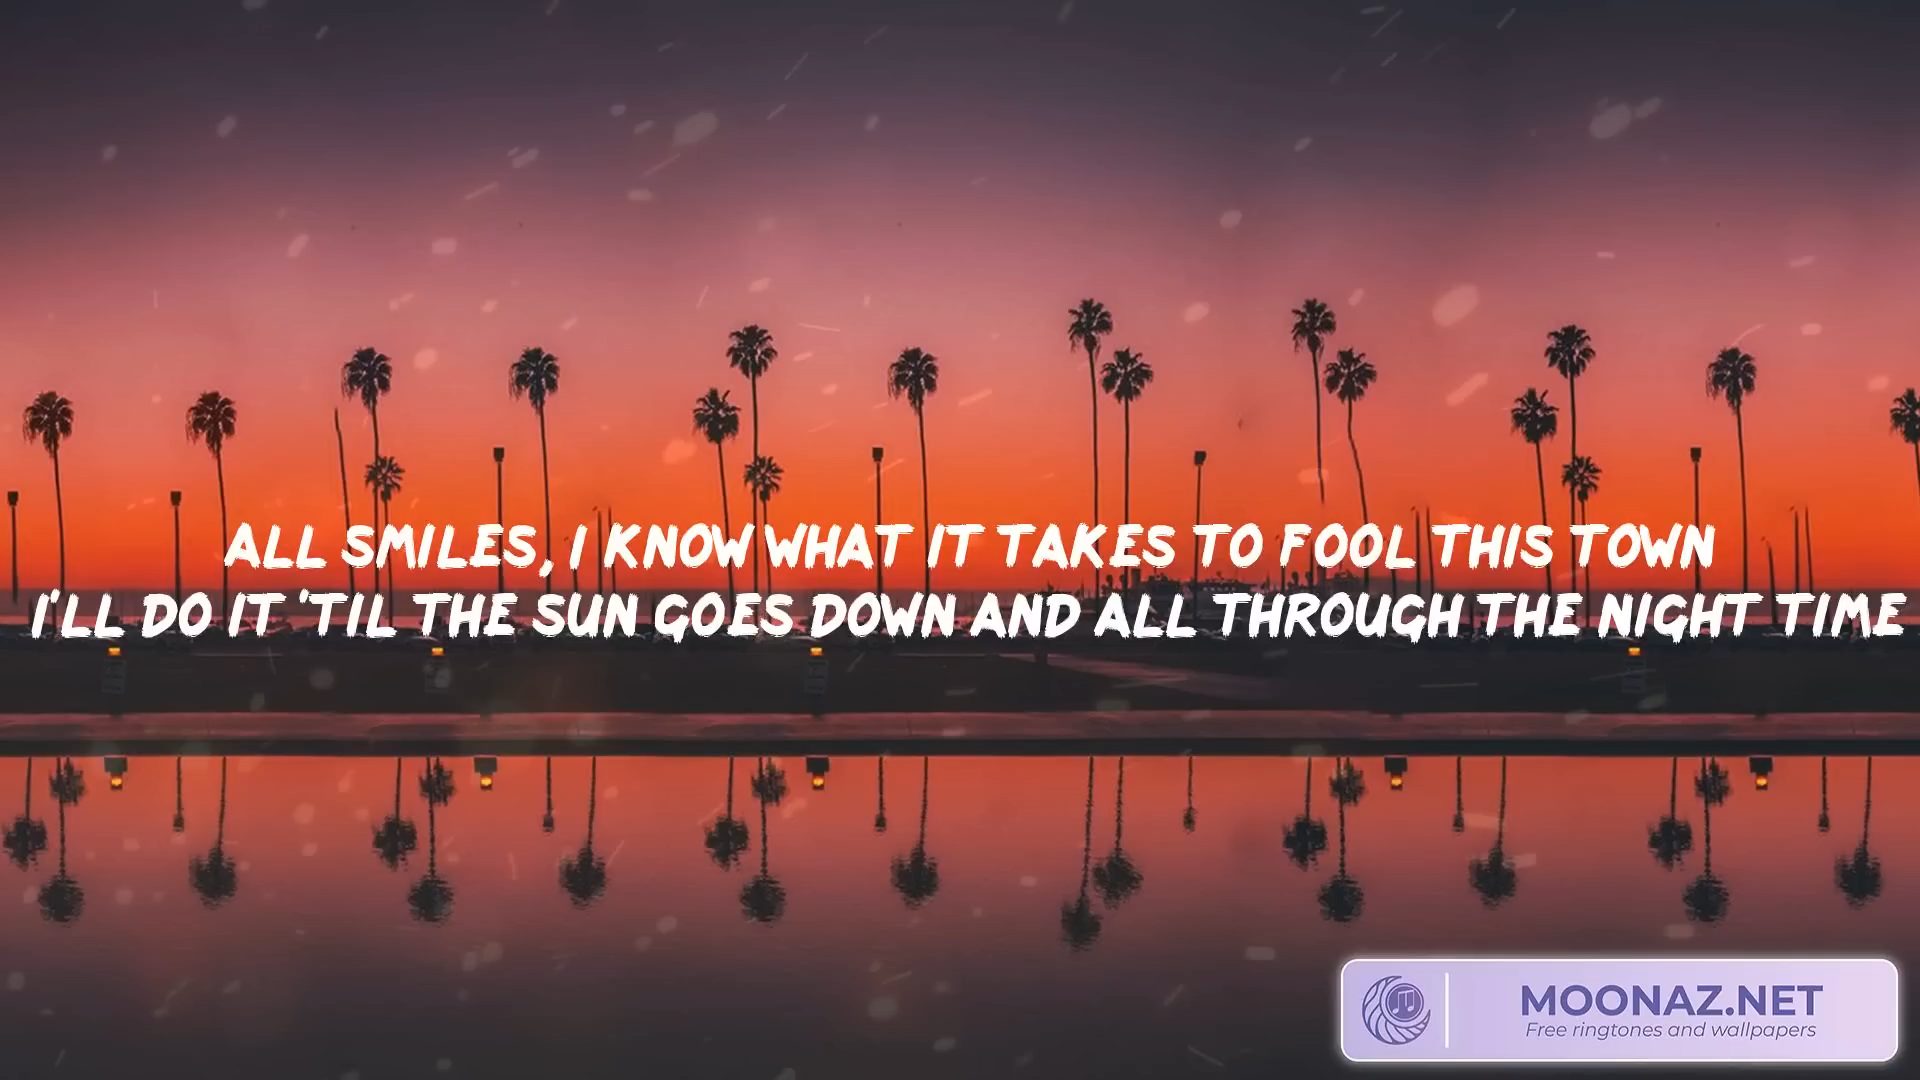 ALL SMILES, I KNOW WHAT IT TAKES TO FOOL THIS TOWN
I'LL DO IT 'TIL THE SUN GOES DOWN AND ALL THROUGH THE NIGHT TIME
MOONAZ.NET
Free ringtones and wallpapers